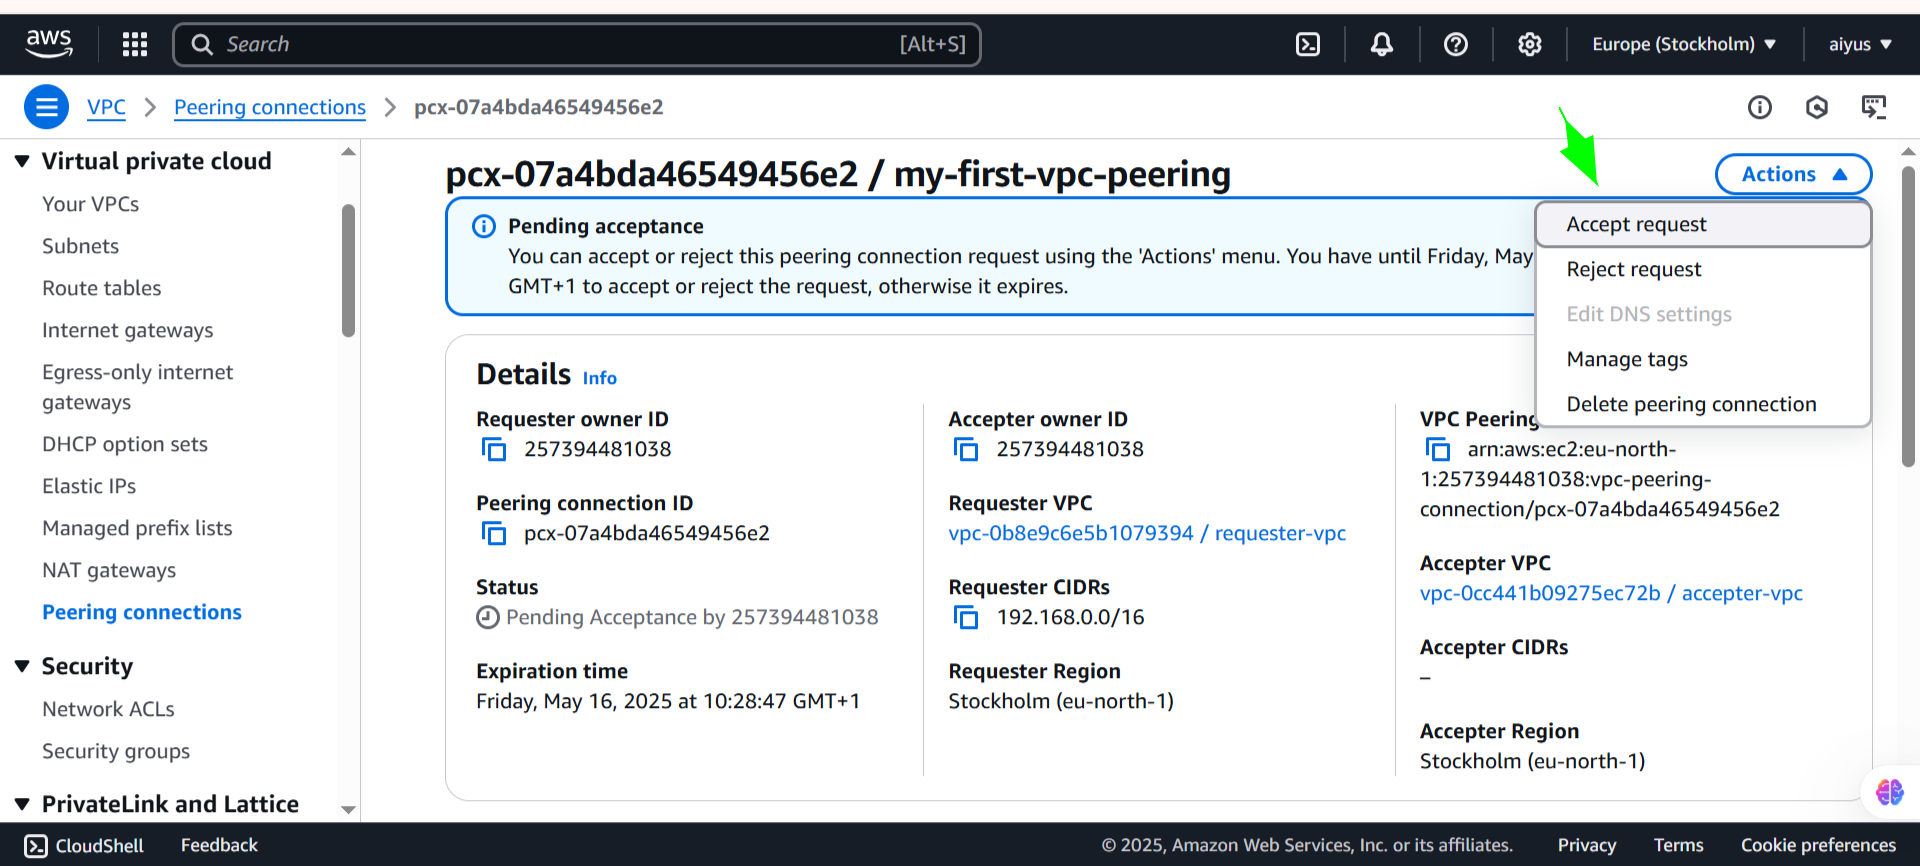 aws
Search
[Alt+S]
Europe (Stockholm)
aiyus
VPC
Peering connections
pcx-07a4bda46549456e2
Virtual private cloud
Your VPCs
Subnets
Route tables
Internet gateways
Egress-only internet
gateways
DHCP option sets
Elastic IPs
Managed prefix lists
NAT gateways
Peering connections
Security
Network ACLs
Security groups
PrivateLink and Lattice
pcx-07a4bda46549456e2 / my-first-vpc-peering
Actions
Accept request
Reject request
Edit DNS settings
Manage tags
Delete peering connection
Pending acceptance
You can accept or reject this peering connection request using the 'Actions' menu. You have until Friday, May
GMT+1 to accept or reject the request, otherwise it expires.
Details Info
Requester owner ID
257394481038
Peering connection ID
pcx-07a4bda46549456e2
Status
Pending Acceptance by 257394481038
Expiration time
Friday, May 16, 2025 at 10:28:47 GMT+1
Accepter owner ID
257394481038
Requester VPC
vpc-0b8e9c6e5b1079394 / requester-vpc
Requester CIDRs
192.168.0.0/16
Requester Region
Stockholm (eu-north-1)
VPC Peering
arn:aws:ec2:eu-north-
1:257394481038:vpc-peering-
connection/pcx-07a4bda46549456e2
Accepter VPC
vpc-0cc441b09275ec72b / accepter-vpc
Accepter CIDRs
–
Accepter Region
Stockholm (eu-north-1)
CloudShell
Feedback
© 2025, Amazon Web Services, Inc. or its affiliates.
Privacy
Terms
Cookie preferences